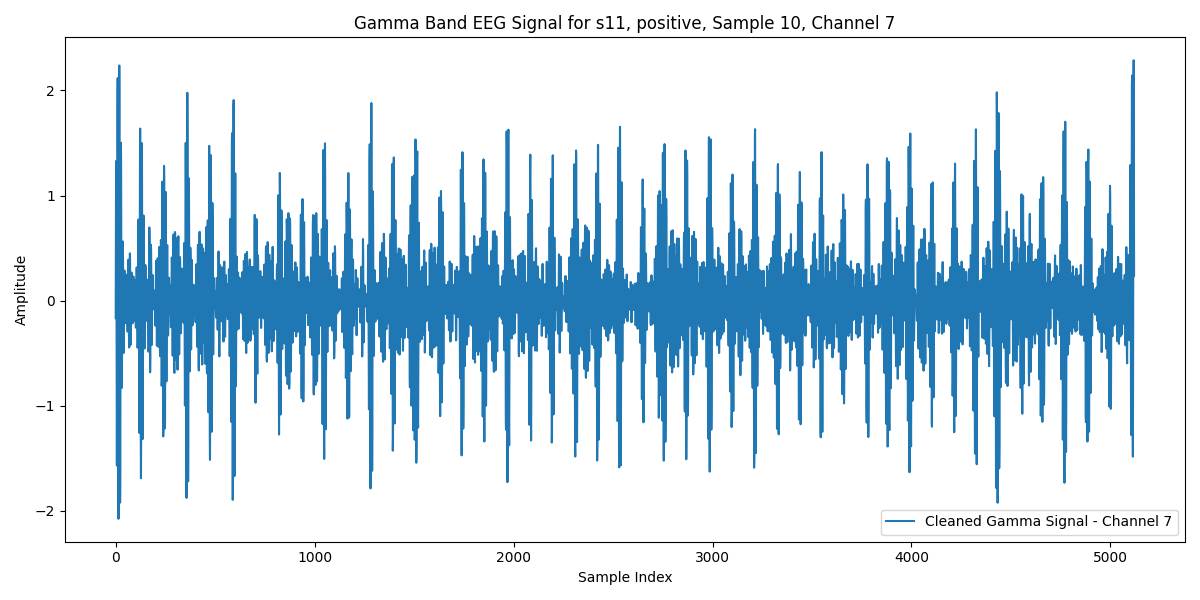 Gamma Band EEG Signal for s11, positive, Sample 10, Channel 7
Amplitude
2
1
0
−1
−2
0 1000 2000 3000 4000 5000
Sample Index
Cleaned Gamma Signal - Channel 7